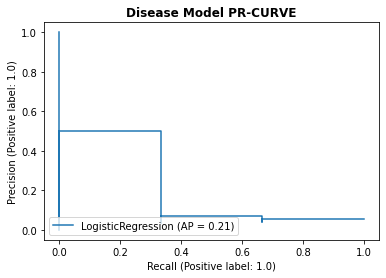 Disease Model PR-CURVE
Precision (Positive label: 1.0)
1.0
0.8
0.6
0.4
0.2
0.0
LogisticRegression (AP = 0.21)
0.0 0.2 0.4 0.6 0.8 1.0
Recall (Positive label: 1.0)